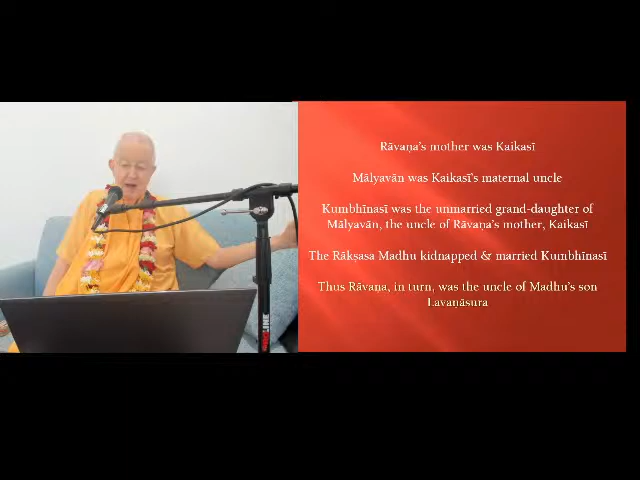 Rāvaṇa's mother was Kaikasī
Mālyavān was Kaikasī's maternal uncle
Kumbhīnasī was the unmarried grand-daughter of
Mālyavān, the uncle of Rāvaṇa's mother, Kaikasī
The Rākṣasa Madhu kidnapped & married Kumbhīnasī
Thus Rāvaṇa, in turn, was the uncle of Madhu's son
Lavaṇāsura